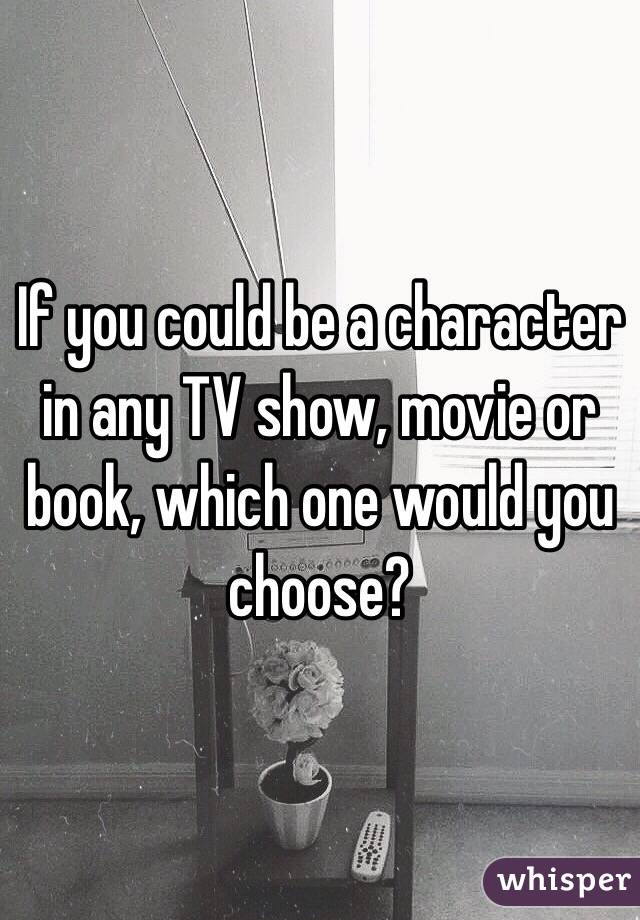 If you could be a character
in any TV show, movie or
book, which one would you
choose?
whisper